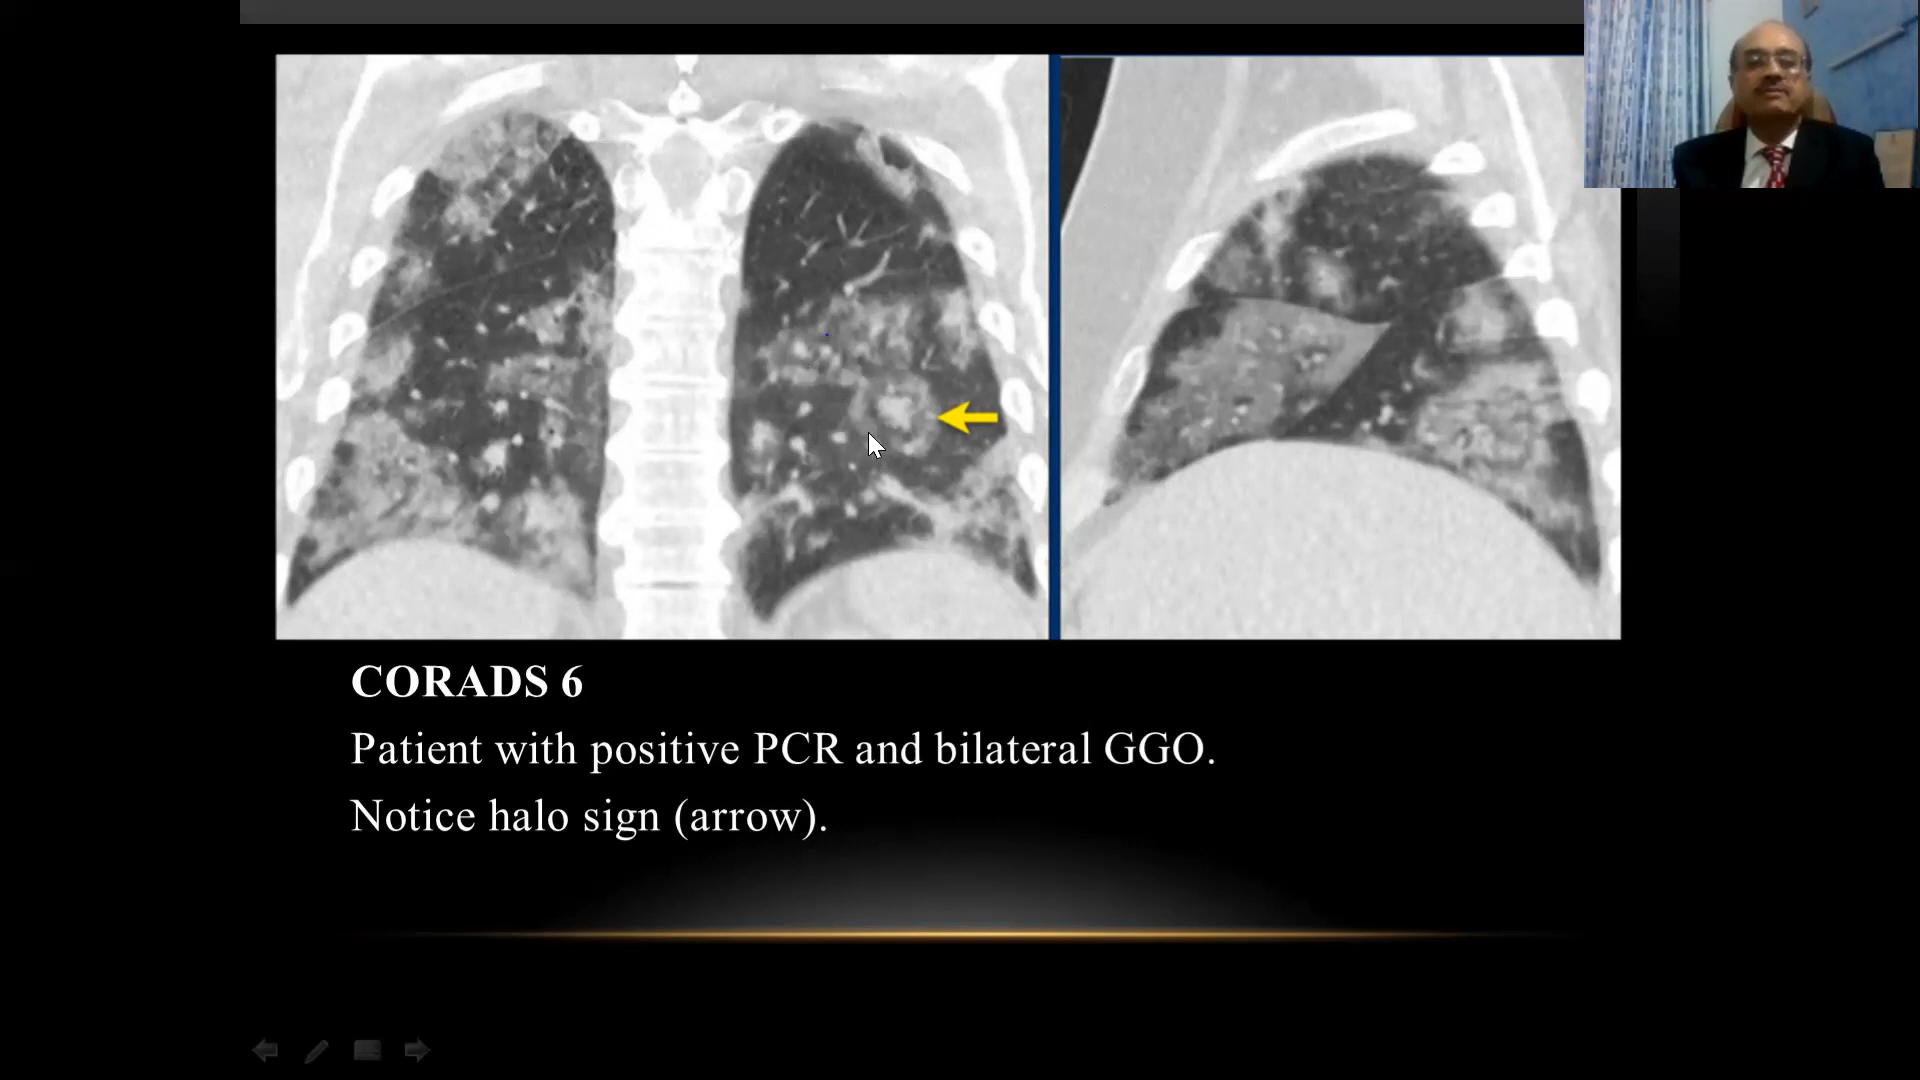 CORADS 6
Patient with positive PCR and bilateral GGO.
Notice halo sign (arrow).